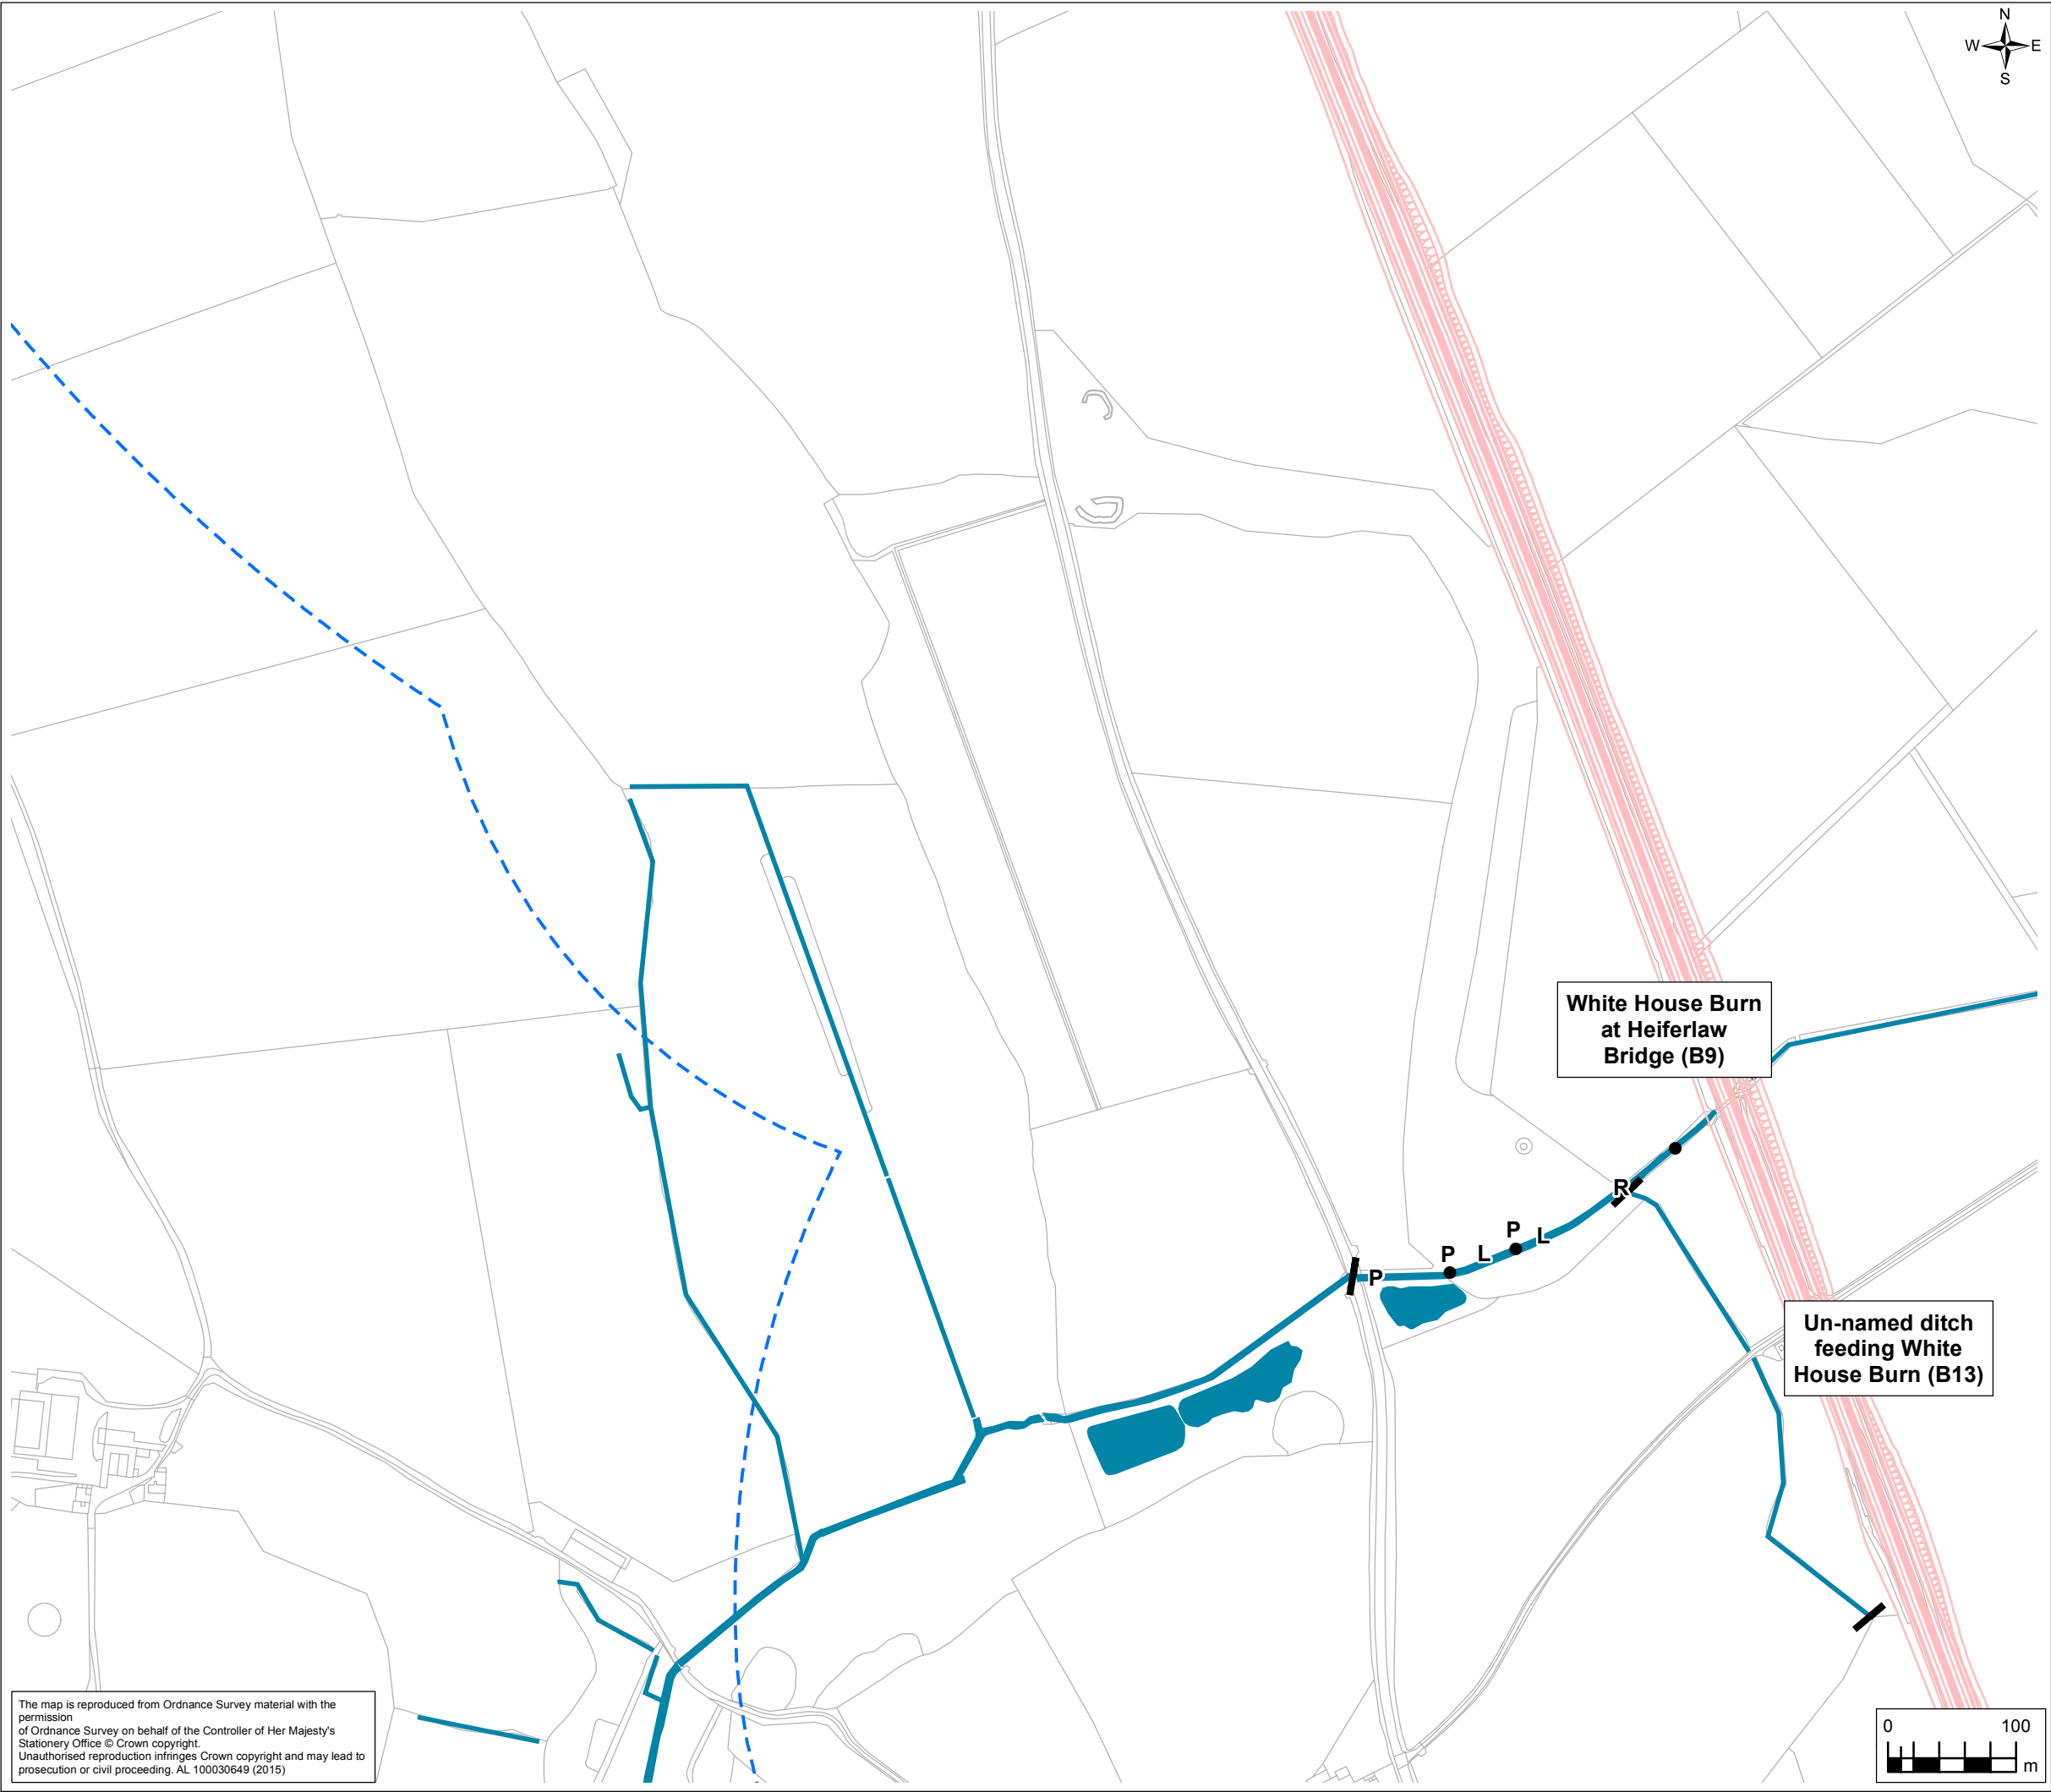 N
W E
S
White House Burn
at Heiferlaw
Bridge (B9)
R
P
L
P
L
P
Un-named ditch
feeding White
House Burn (B13)
The map is reproduced from Ordnance Survey material with the
permission
of Ordnance Survey on behalf of the Controller of Her Majesty's
Stationery Office © Crown copyright.
Unauthorised reproduction infringes Crown copyright and may lead to
prosecution or civil proceeding. AL 100030649 (2015)
0 100
m